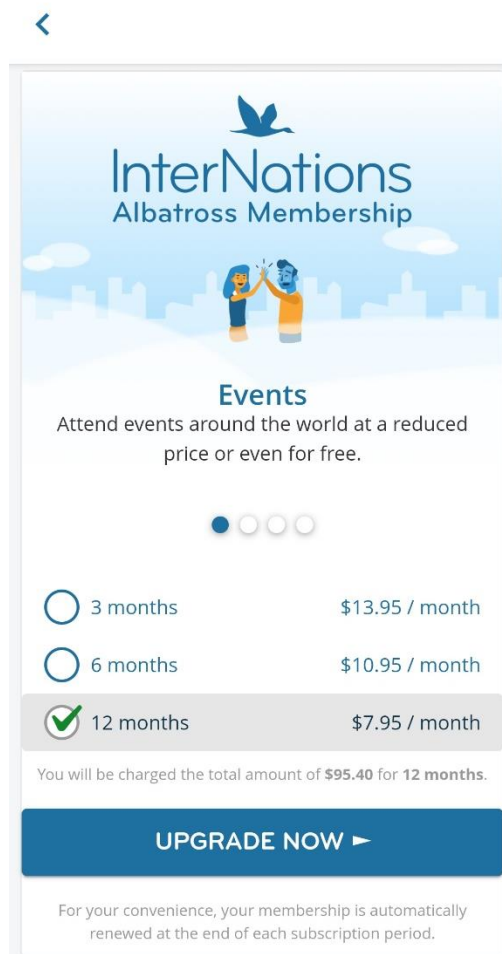 InterNations
Albatross Membership
Events
Attend events around the world at a reduced
price or even for free.
3 months $13.95 / month
6 months $10.95 / month
12 months $7.95 / month
You will be charged the total amount of $95.40 for 12 months.
UPGRADE NOW ►
For your convenience, your membership is automatically
renewed at the end of each subscription period.